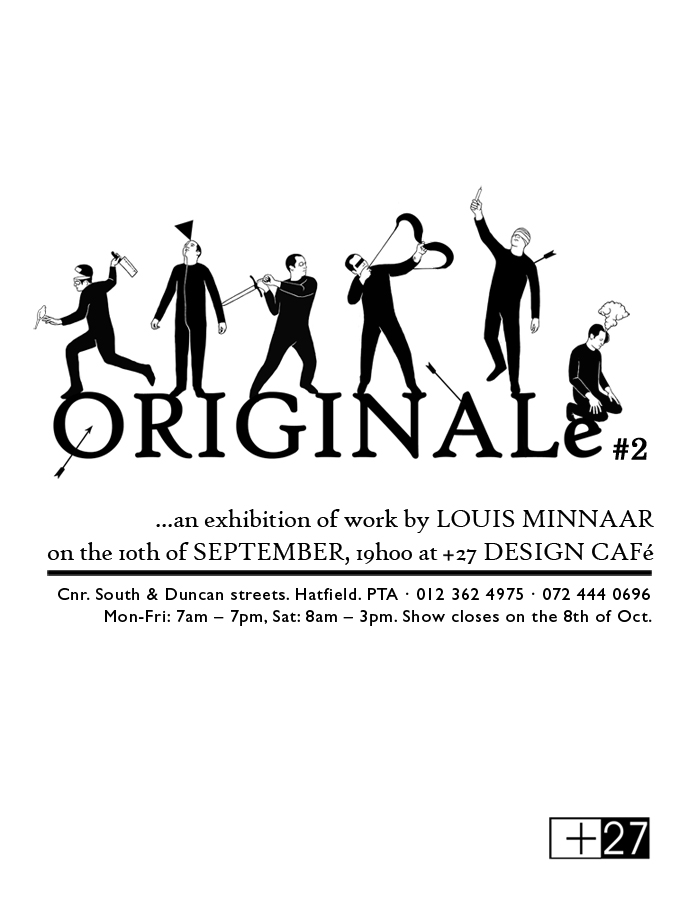 ORIGINALe #2
...an exhibition of work by LOUIS MINNAAR
on the 10th of SEPTEMBER, 19h00 at +27 DESIGN CAFé
Cnr. South & Duncan streets. Hatfield. PTA · 012 362 4975 · 072 444 0696
Mon-Fri: 7am – 7pm, Sat: 8am – 3pm. Show closes on the 8th of Oct.
+27